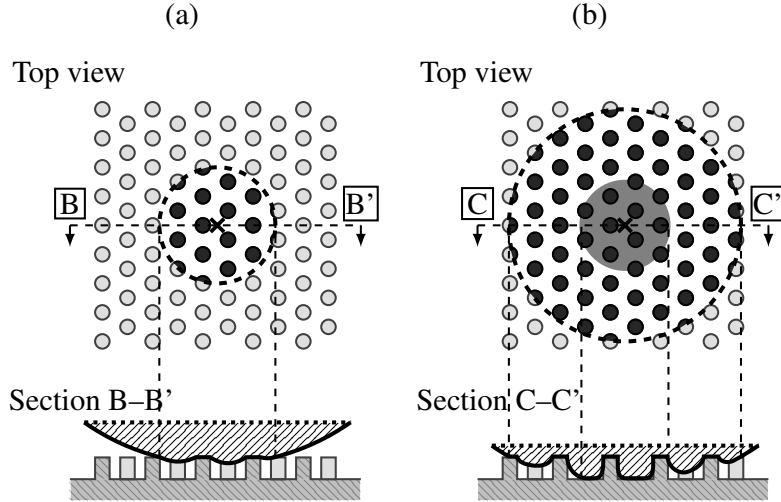 (a) (b)
Top view Top view
B B' C C'
Section B–B' Section C–C'